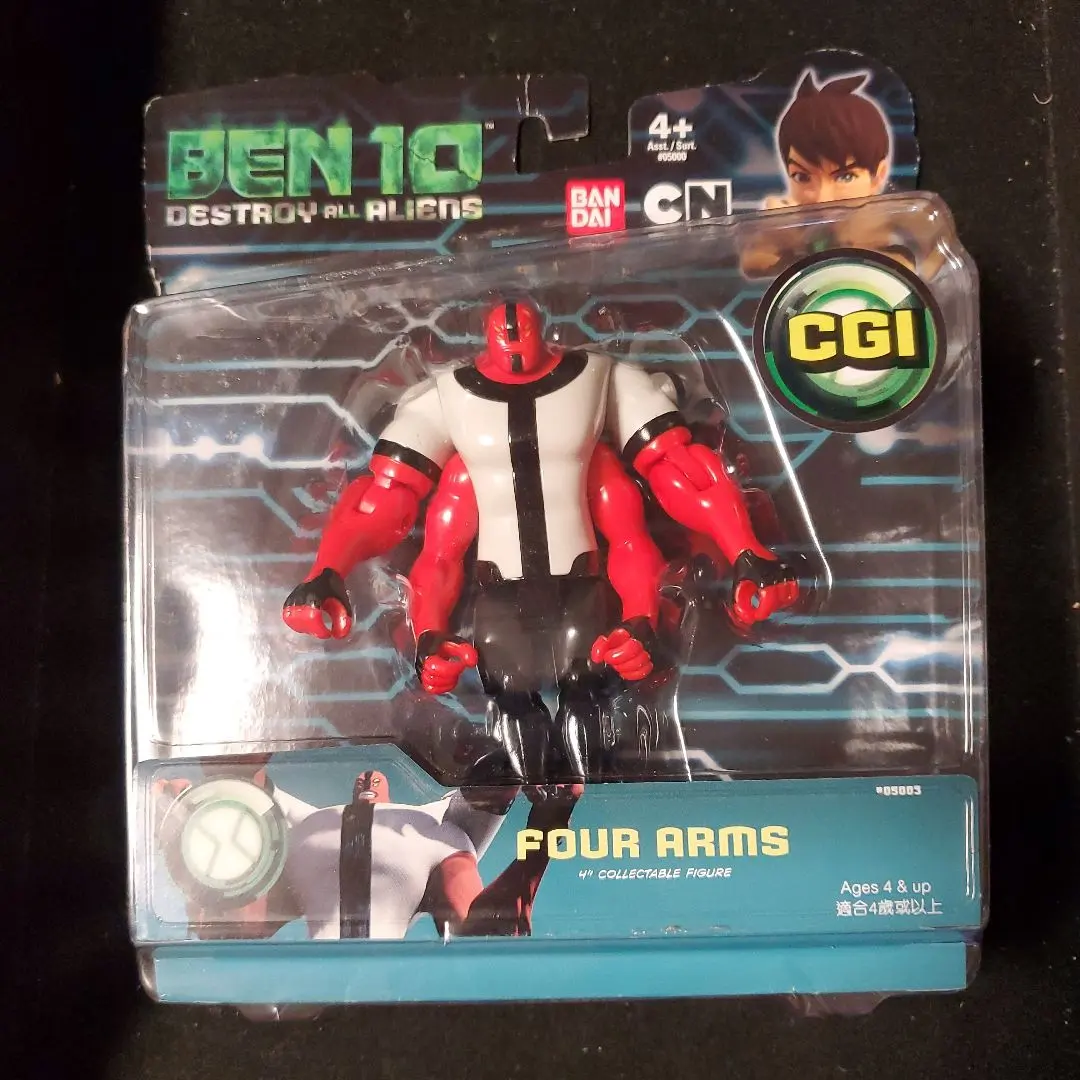 BEN 10™
DESTROY ALL ALIENS
BAN
DAI
4+
Asst. / Sort.
#05000
CN
CGI
#05003
FOUR ARMS
4" COLLECTABLE FIGURE
Ages 4 & up
適合4歲或以上